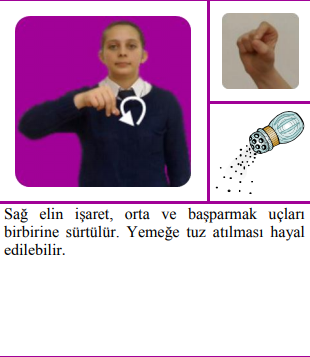 Sağ elin işaret, orta ve başparmak uçları
birbirine sürtülür. Yemeğe tuz atılması hayal
edilebilir.